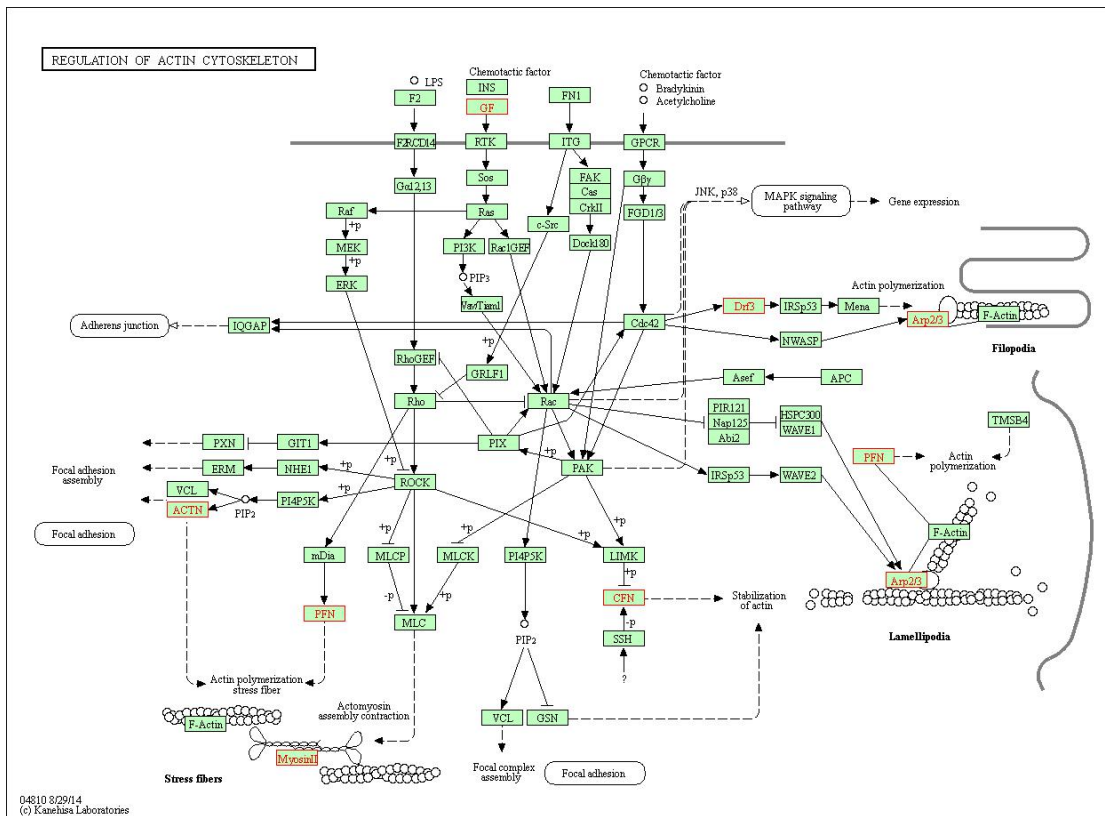 REGULATION OF ACTIN CYTOSKELETON
LPS
Chemotactic factor
Chemotactic factor
Bradykinin
Acetylcholine
F2
INS
GF
FN1
F2R
CD14
RTK
ITG
GPCR
Gα12,13
Sos
FAK
Cas
CrkII
Gβγ
JNK, p38
MAPK signaling
pathway
Gene expression
Raf
Ras
c-Src
FGD1/3
+p
MEK
PI3K
Rac1GEF
Dock180
+p
ERK
PIP3
Vav/Tiam1
Actin polymerization
Drf3
IRSp53
Mena
Arp2/3
F-Actin
Adherens junction
IQGAP
Cdc42
+p
NWASP
Filopodia
RhoGEF
GRLF1
Asef
APC
Rho
Rac
PIR121
Nap125
Abi2
HSPC300
WAVE1
TMSB4
PXN
GIT1
PIX
+p
PFN
Actin
polymerization
Focal adhesion
assembly
ERM
NHE1
+p
ROCK
PAK
IRSp53
WAVE2
VCL
ACTN
PIP2
PI4P5K
+p
Focal adhesion
+p
+p
+p
+p
F-Actin
mDia
MLCP
MLCK
PI4P5K
LIMK
+p
Arp2/3
PFN
-p
+p
CFN
Stabilization
of actin
MLC
-p
PIP2
SSH
Lamellipodia
?
Actin polymerization
stress fiber
Actomyosin
assembly contraction
F-Actin
VCL
GSN
MyosinII
Stress fibers
Focal complex
assembly
Focal adhesion
04810 8/29/14
(c) Kanehisa Laboratories